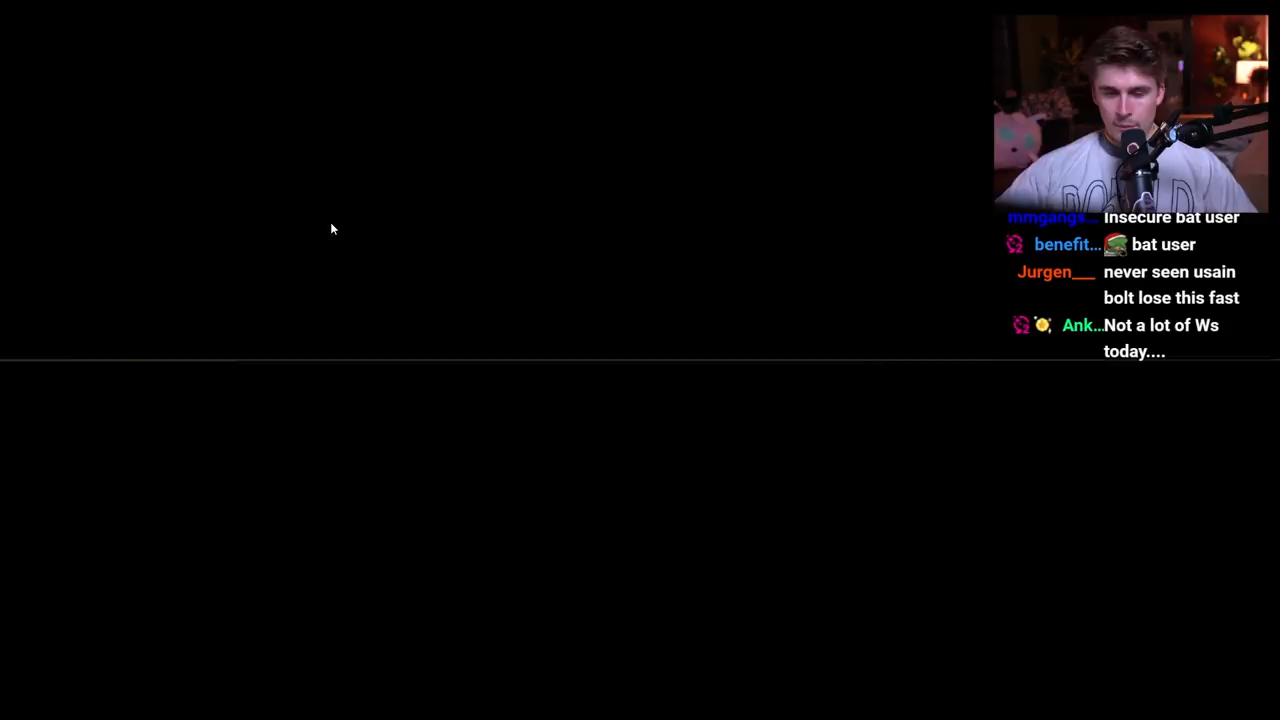 mmgangs... Insecure bat user
benefit... bat user
Jurgen___ never seen usain
bolt lose this fast
Ank... Not a lot of Ws
today....